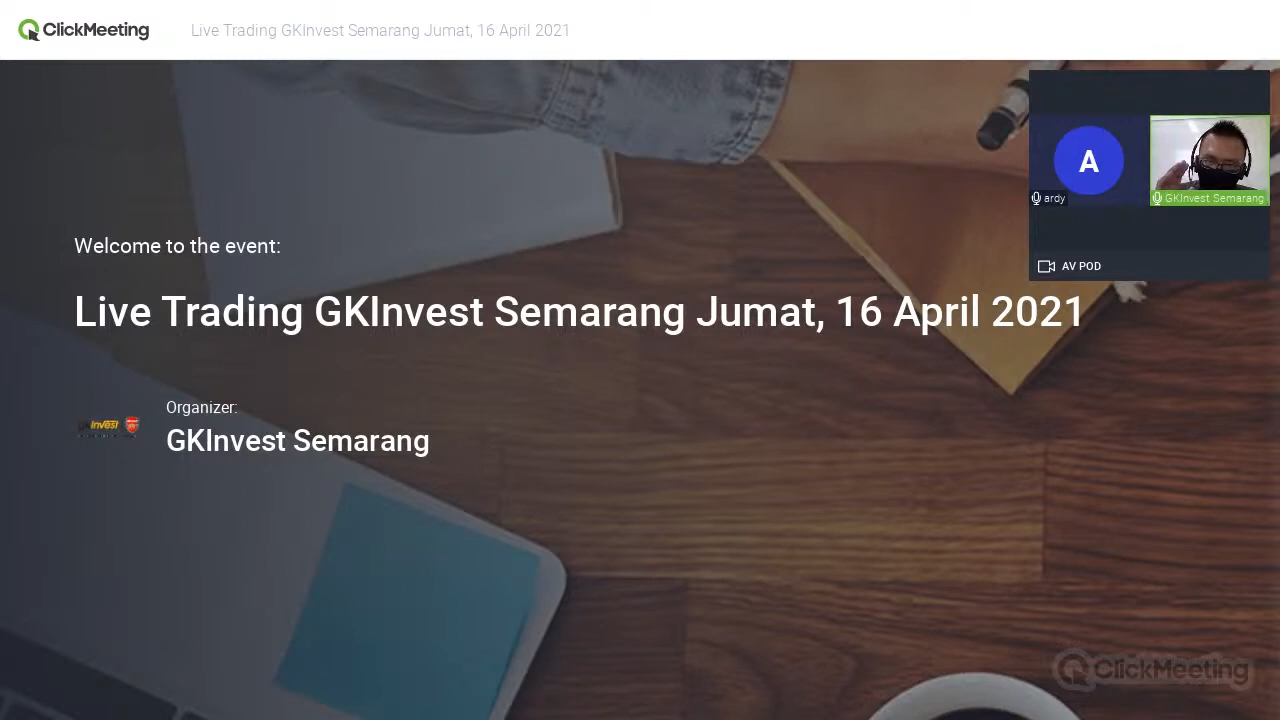 ClickMeeting
Live Trading GKInvest Semarang Jumat, 16 April 2021
A
ardy
GKInvest Semarang
AV POD
Welcome to the event:
Live Trading GKInvest Semarang Jumat, 16 April 2021
Organizer:
invest
GKInvest Semarang
ClickMeeting